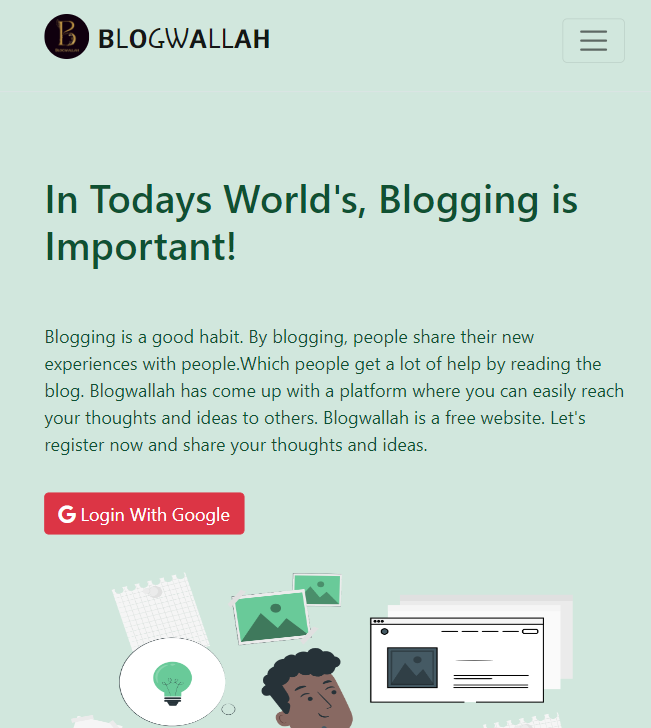 BLOGWALLAH
In Todays World's, Blogging is
Important!
Blogging is a good habit. By blogging, people share their new
experiences with people.Which people get a lot of help by reading the
blog. Blogwallah has come up with a platform where you can easily reach
your thoughts and ideas to others. Blogwallah is a free website. Let's
register now and share your thoughts and ideas.
Login With Google